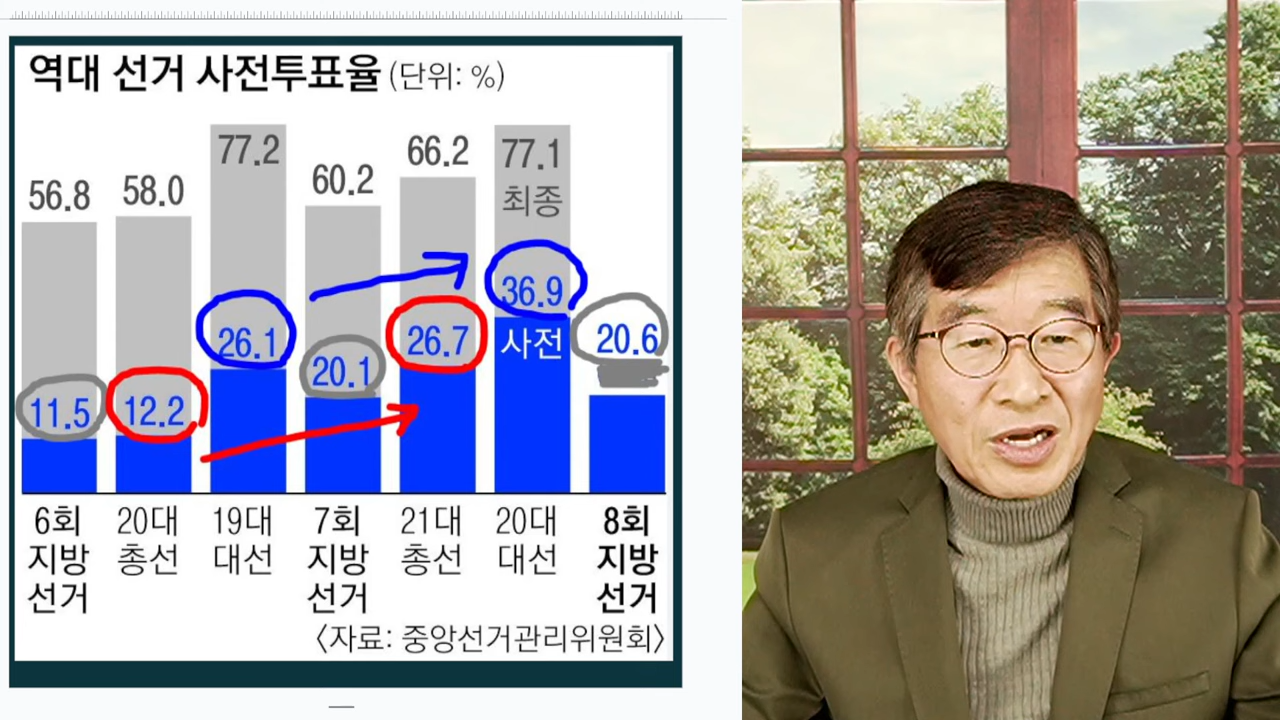 역대 선거 사전투표율 (단위: %)
56.8 58.0 77.2 60.2 66.2 77.1
최종
11.5 12.2 26.1 20.1 26.7 36.9 20.6
사전
6회 지방 선거
20대 총선
19대 대선
7회 지방 선거
21대 총선
20대 대선
8회 지방 선거
〈자료: 중앙선거관리위원회〉